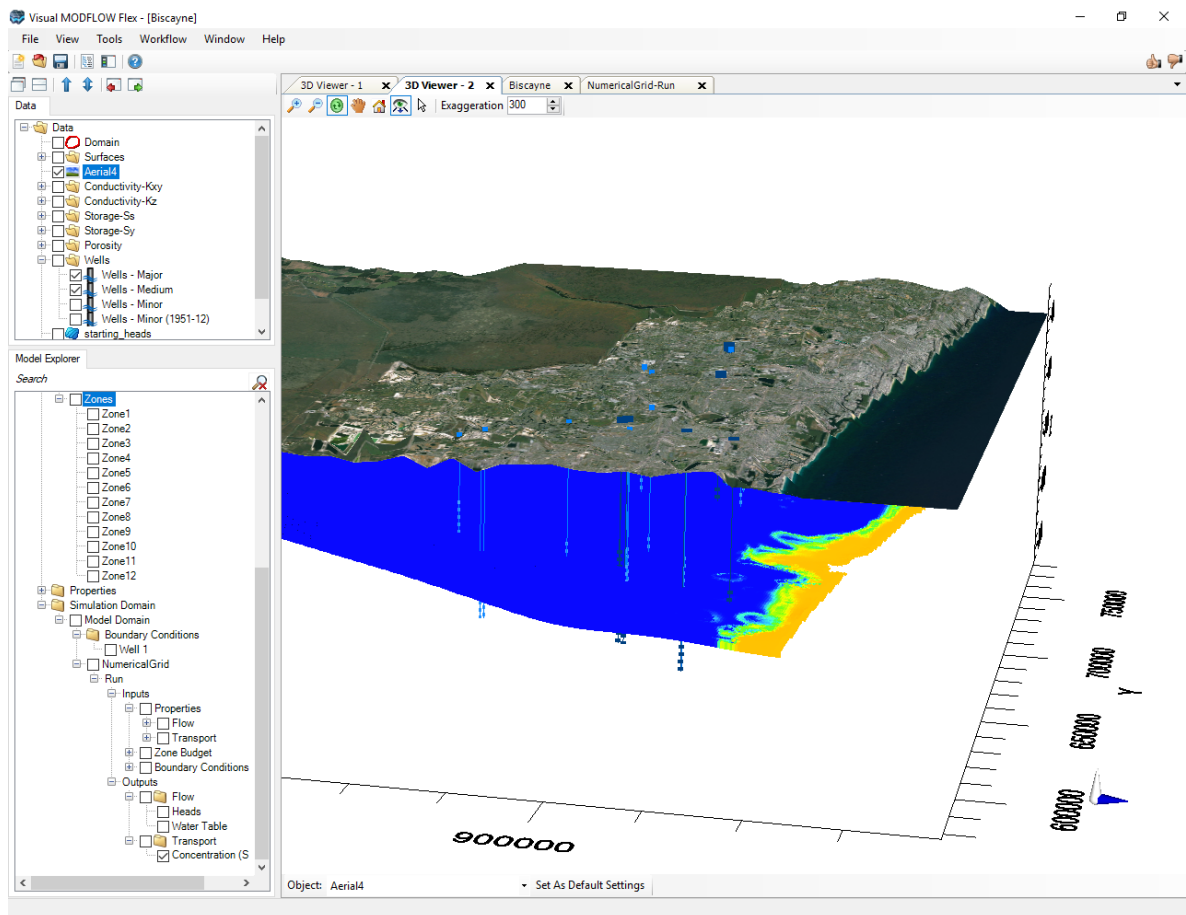 Visual MODFLOW Flex - [Biscayne]
File View Tools Workflow Window Help
3D Viewer - 1 3D Viewer - 2 Biscayne NumericalGrid-Run
Exaggeration 300
Data
Data
Domain
Surfaces
Aerial4
Conductivity-Kxy
Conductivity-Kz
Storage-Ss
Storage-Sy
Porosity
Wells
Wells - Major
Wells - Medium
Wells - Minor
Wells - Minor (1951-12)
starting_heads
Model Explorer
Search
Zones
Zone1
Zone2
Zone3
Zone4
Zone5
Zone6
Zone7
Zone8
Zone9
Zone10
Zone11
Zone12
Properties
Simulation Domain
Model Domain
Boundary Conditions
Well 1
NumericalGrid
Run
Inputs
Properties
Flow
Transport
Zone Budget
Boundary Conditions
Outputs
Flow
Heads
Water Table
Transport
Concentration (S
750000
700000
Y
650000
600000
900000
Object: Aerial4 Set As Default Settings